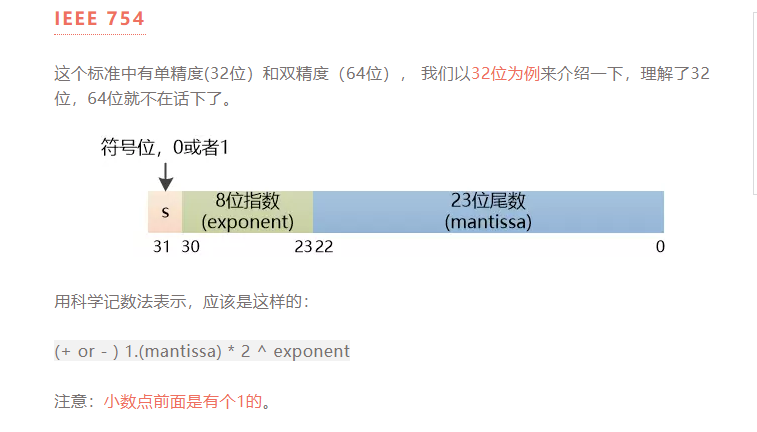 IEEE 754
这个标准中有单精度(32位）和双精度（64位）， 我们以32位为例来介绍一下，理解了32
位，64位就不在话下了。
符号位，0或者1
s
8位指数
(exponent)
23位尾数
(mantissa)
31 30 23 22 0
用科学记数法表示，应该是这样的：
(+ or - ) 1.(mantissa) * 2 ^ exponent
注意：小数点前面是有个1的。